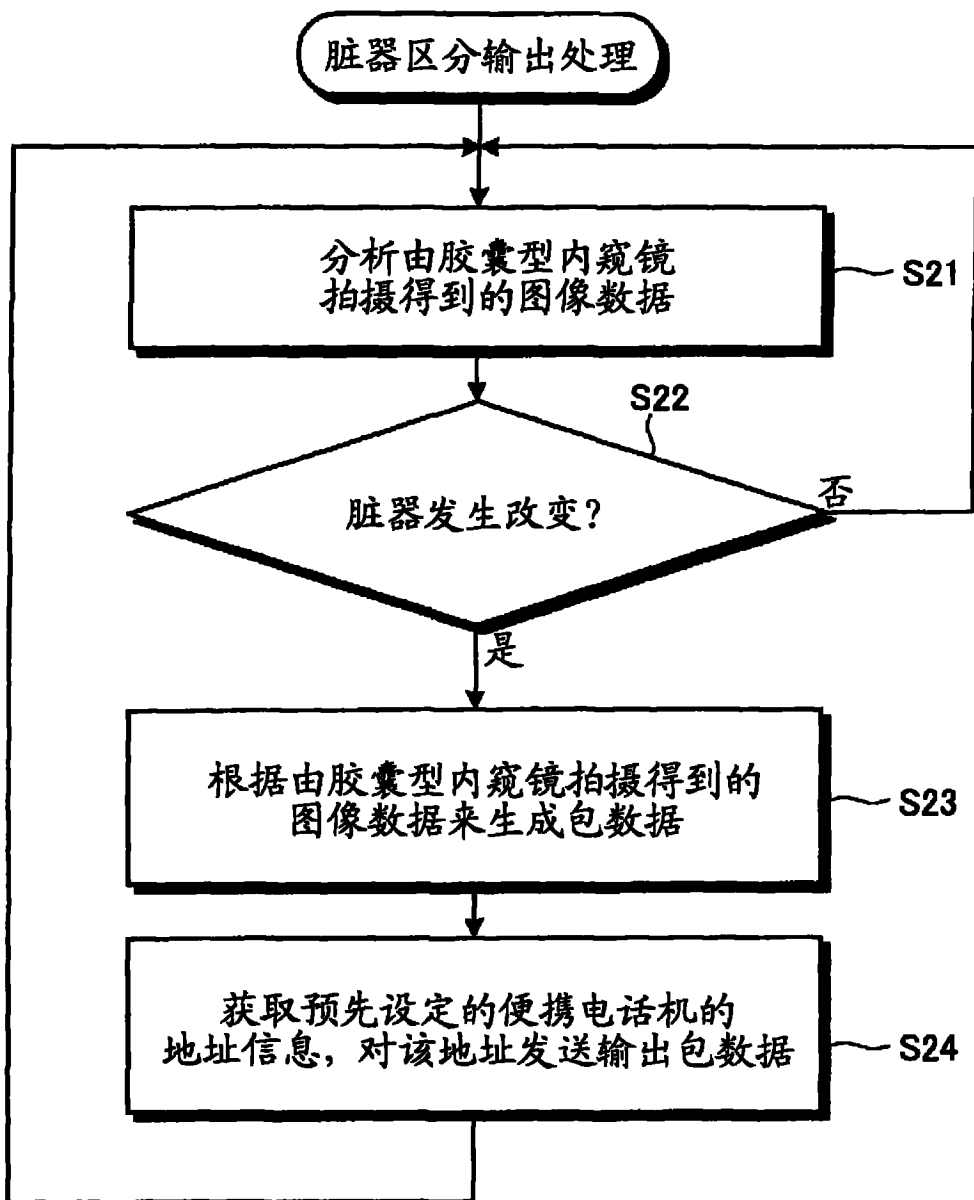 脏器区分输出处理
分析由胶囊型内窥镜
拍摄得到的图像数据
S21
S22
脏器发生改变?
否
是
根据由胶囊型内窥镜拍摄得到的
图像数据来生成包数据
S23
获取预先设定的便携电话机的
地址信息，对该地址发送输出包数据
S24